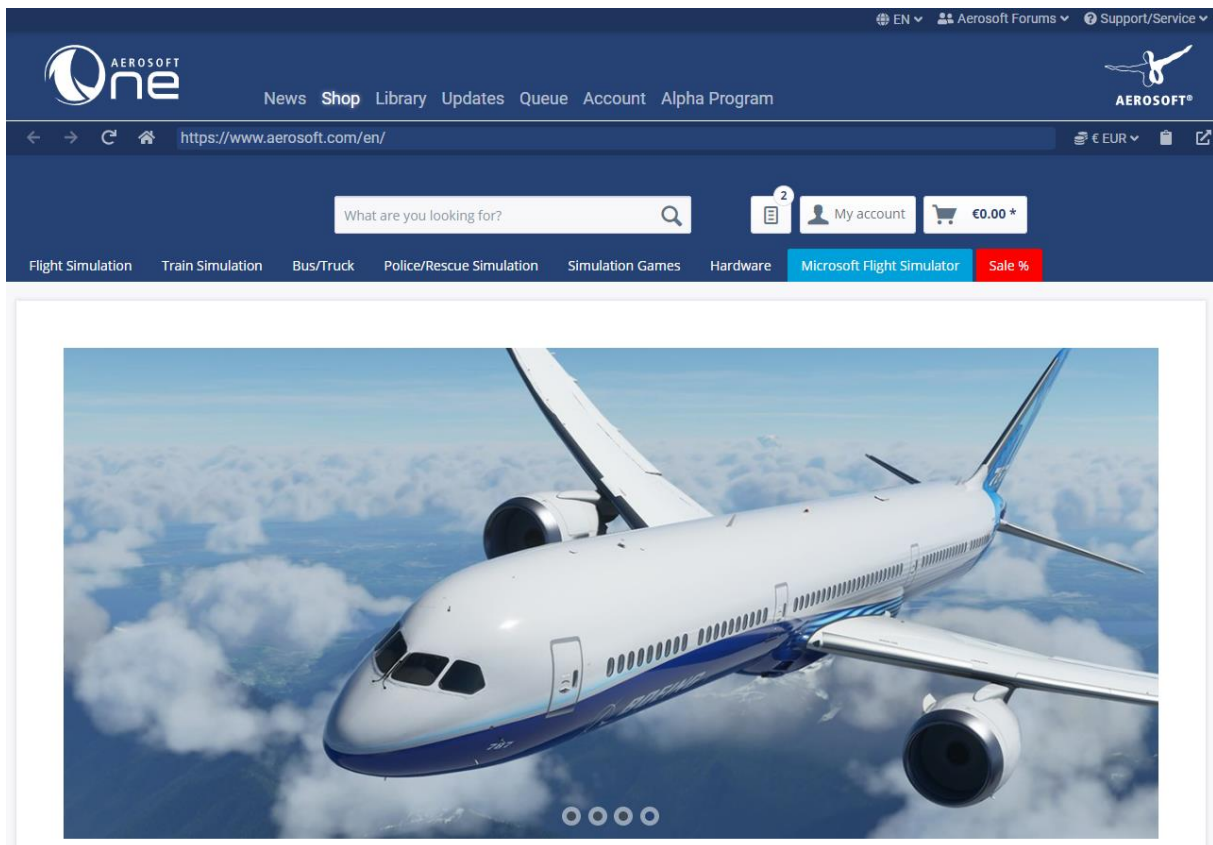 EN Aerosoft Forums Support/Service
AEROSOFT
One
News Shop Library Updates Queue Account Alpha Program
AEROSOFT®
https://www.aerosoft.com/en/
€ EUR
What are you looking for?
2
My account
€0.00 *
Flight Simulation Train Simulation Bus/Truck Police/Rescue Simulation Simulation Games Hardware Microsoft Flight Simulator Sale %
BOEING
787